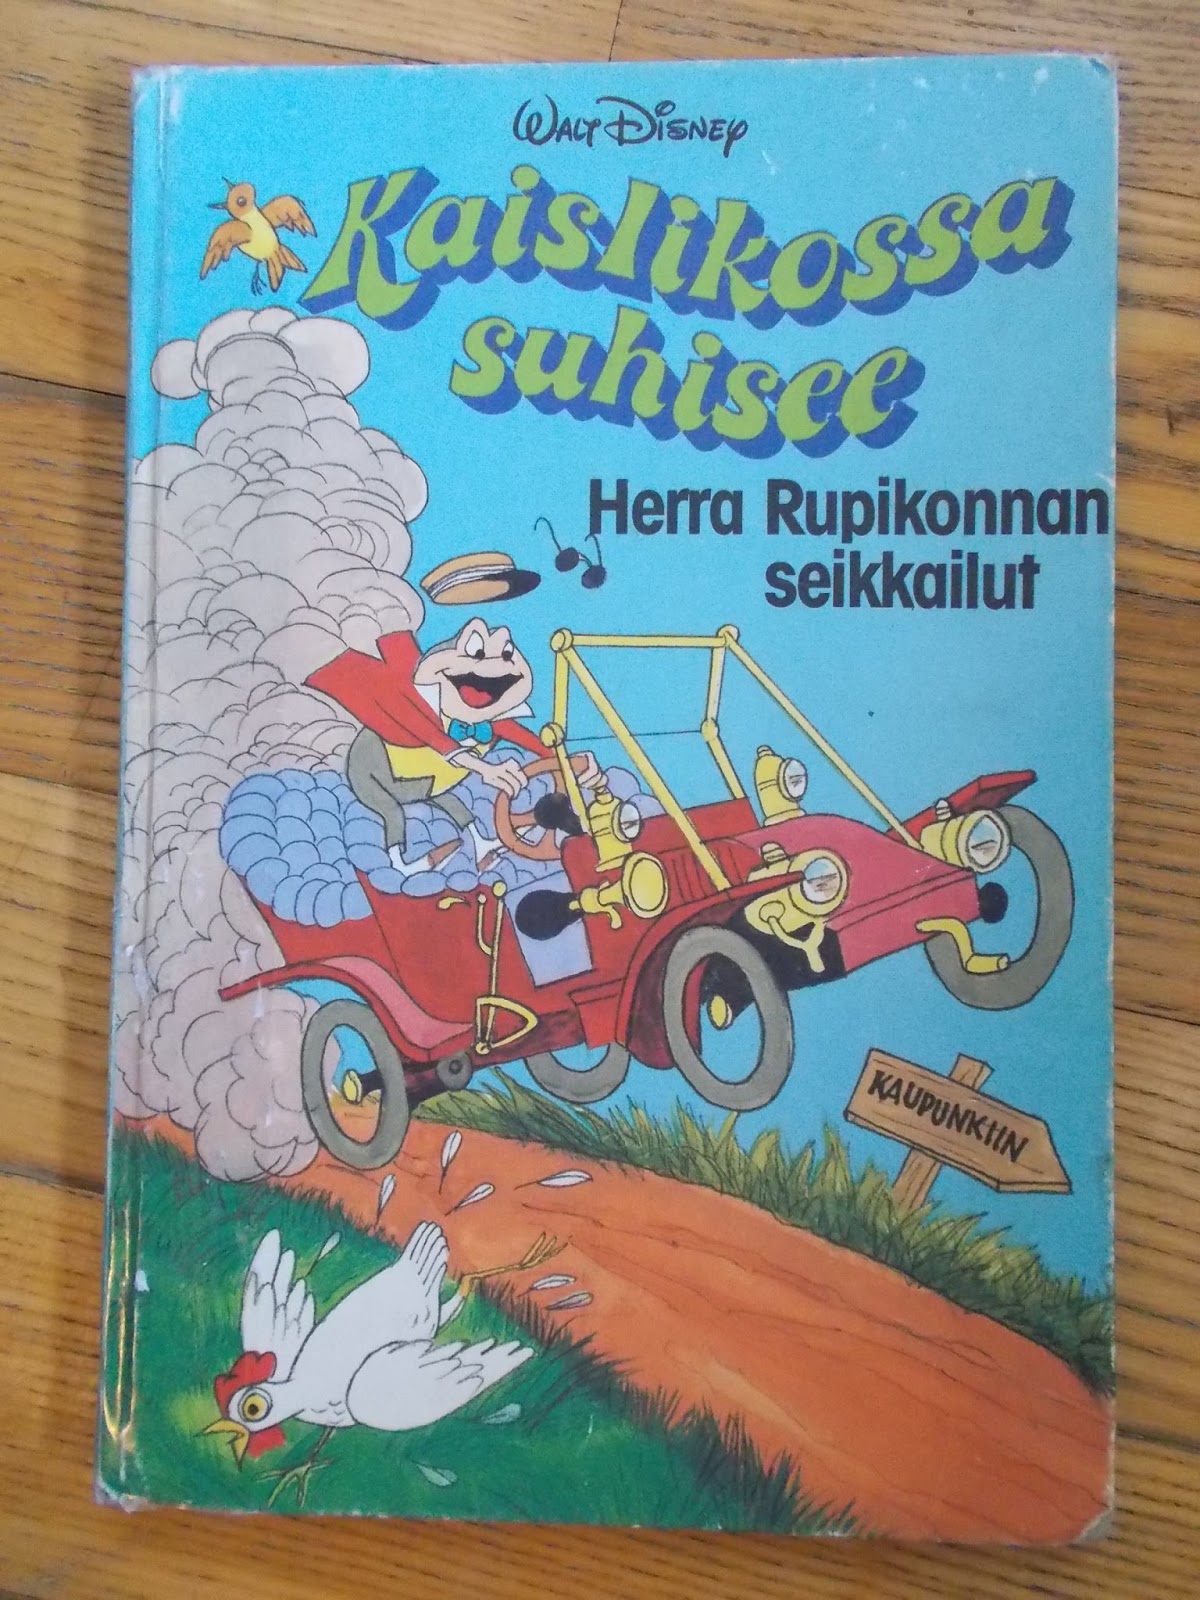 Walt Disney
Kaislikossa
suhisee
Herra Rupikonnan
seikkailut
KAUPUNKIIN